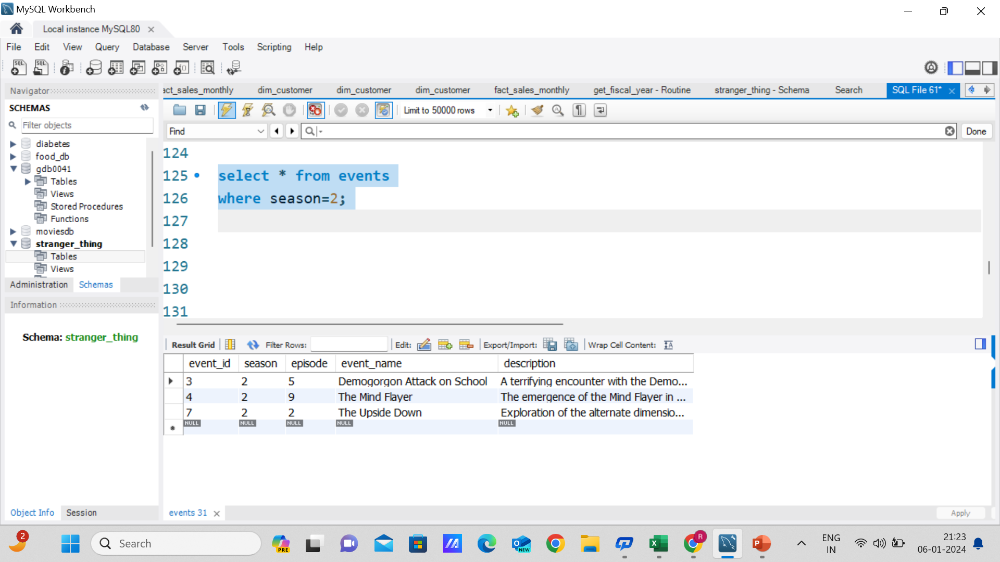 MySQL Workbench
Local instance MySQL80
File Edit View Query Database Server Tools Scripting Help
SQL SQL
Navigator
act_sales_monthly dim_customer dim_customer dim_customer fact_sales_monthly get_fiscal_year - Routine stranger_thing - Schema Search SQL File 61*
SCHEMAS
Limit to 50000 rows
Filter objects
Find Done
diabetes
food_db
gdb0041
Tables
Views
Stored Procedures
Functions
moviesdb
stranger_thing
Tables
Views
Administration Schemas
Information
Schema: stranger_thing
Object Info Session
124
125 select * from events
126 where season=2;
127
128
129
130
131
Result Grid Filter Rows: Edit: Export/Import: Wrap Cell Content: IA
event_id season episode event_name description
3 2 5 Demogorgon Attack on School A terrifying encounter with the Demo...
4 2 9 The Mind Flayer The emergence of the Mind Flayer in ...
7 2 2 The Upside Down Exploration of the alternate dimensio...
NULL NULL NULL NULL NULL
events 31 Apply
2 Search PRE NEW R ENG IN 21:23
06-01-2024